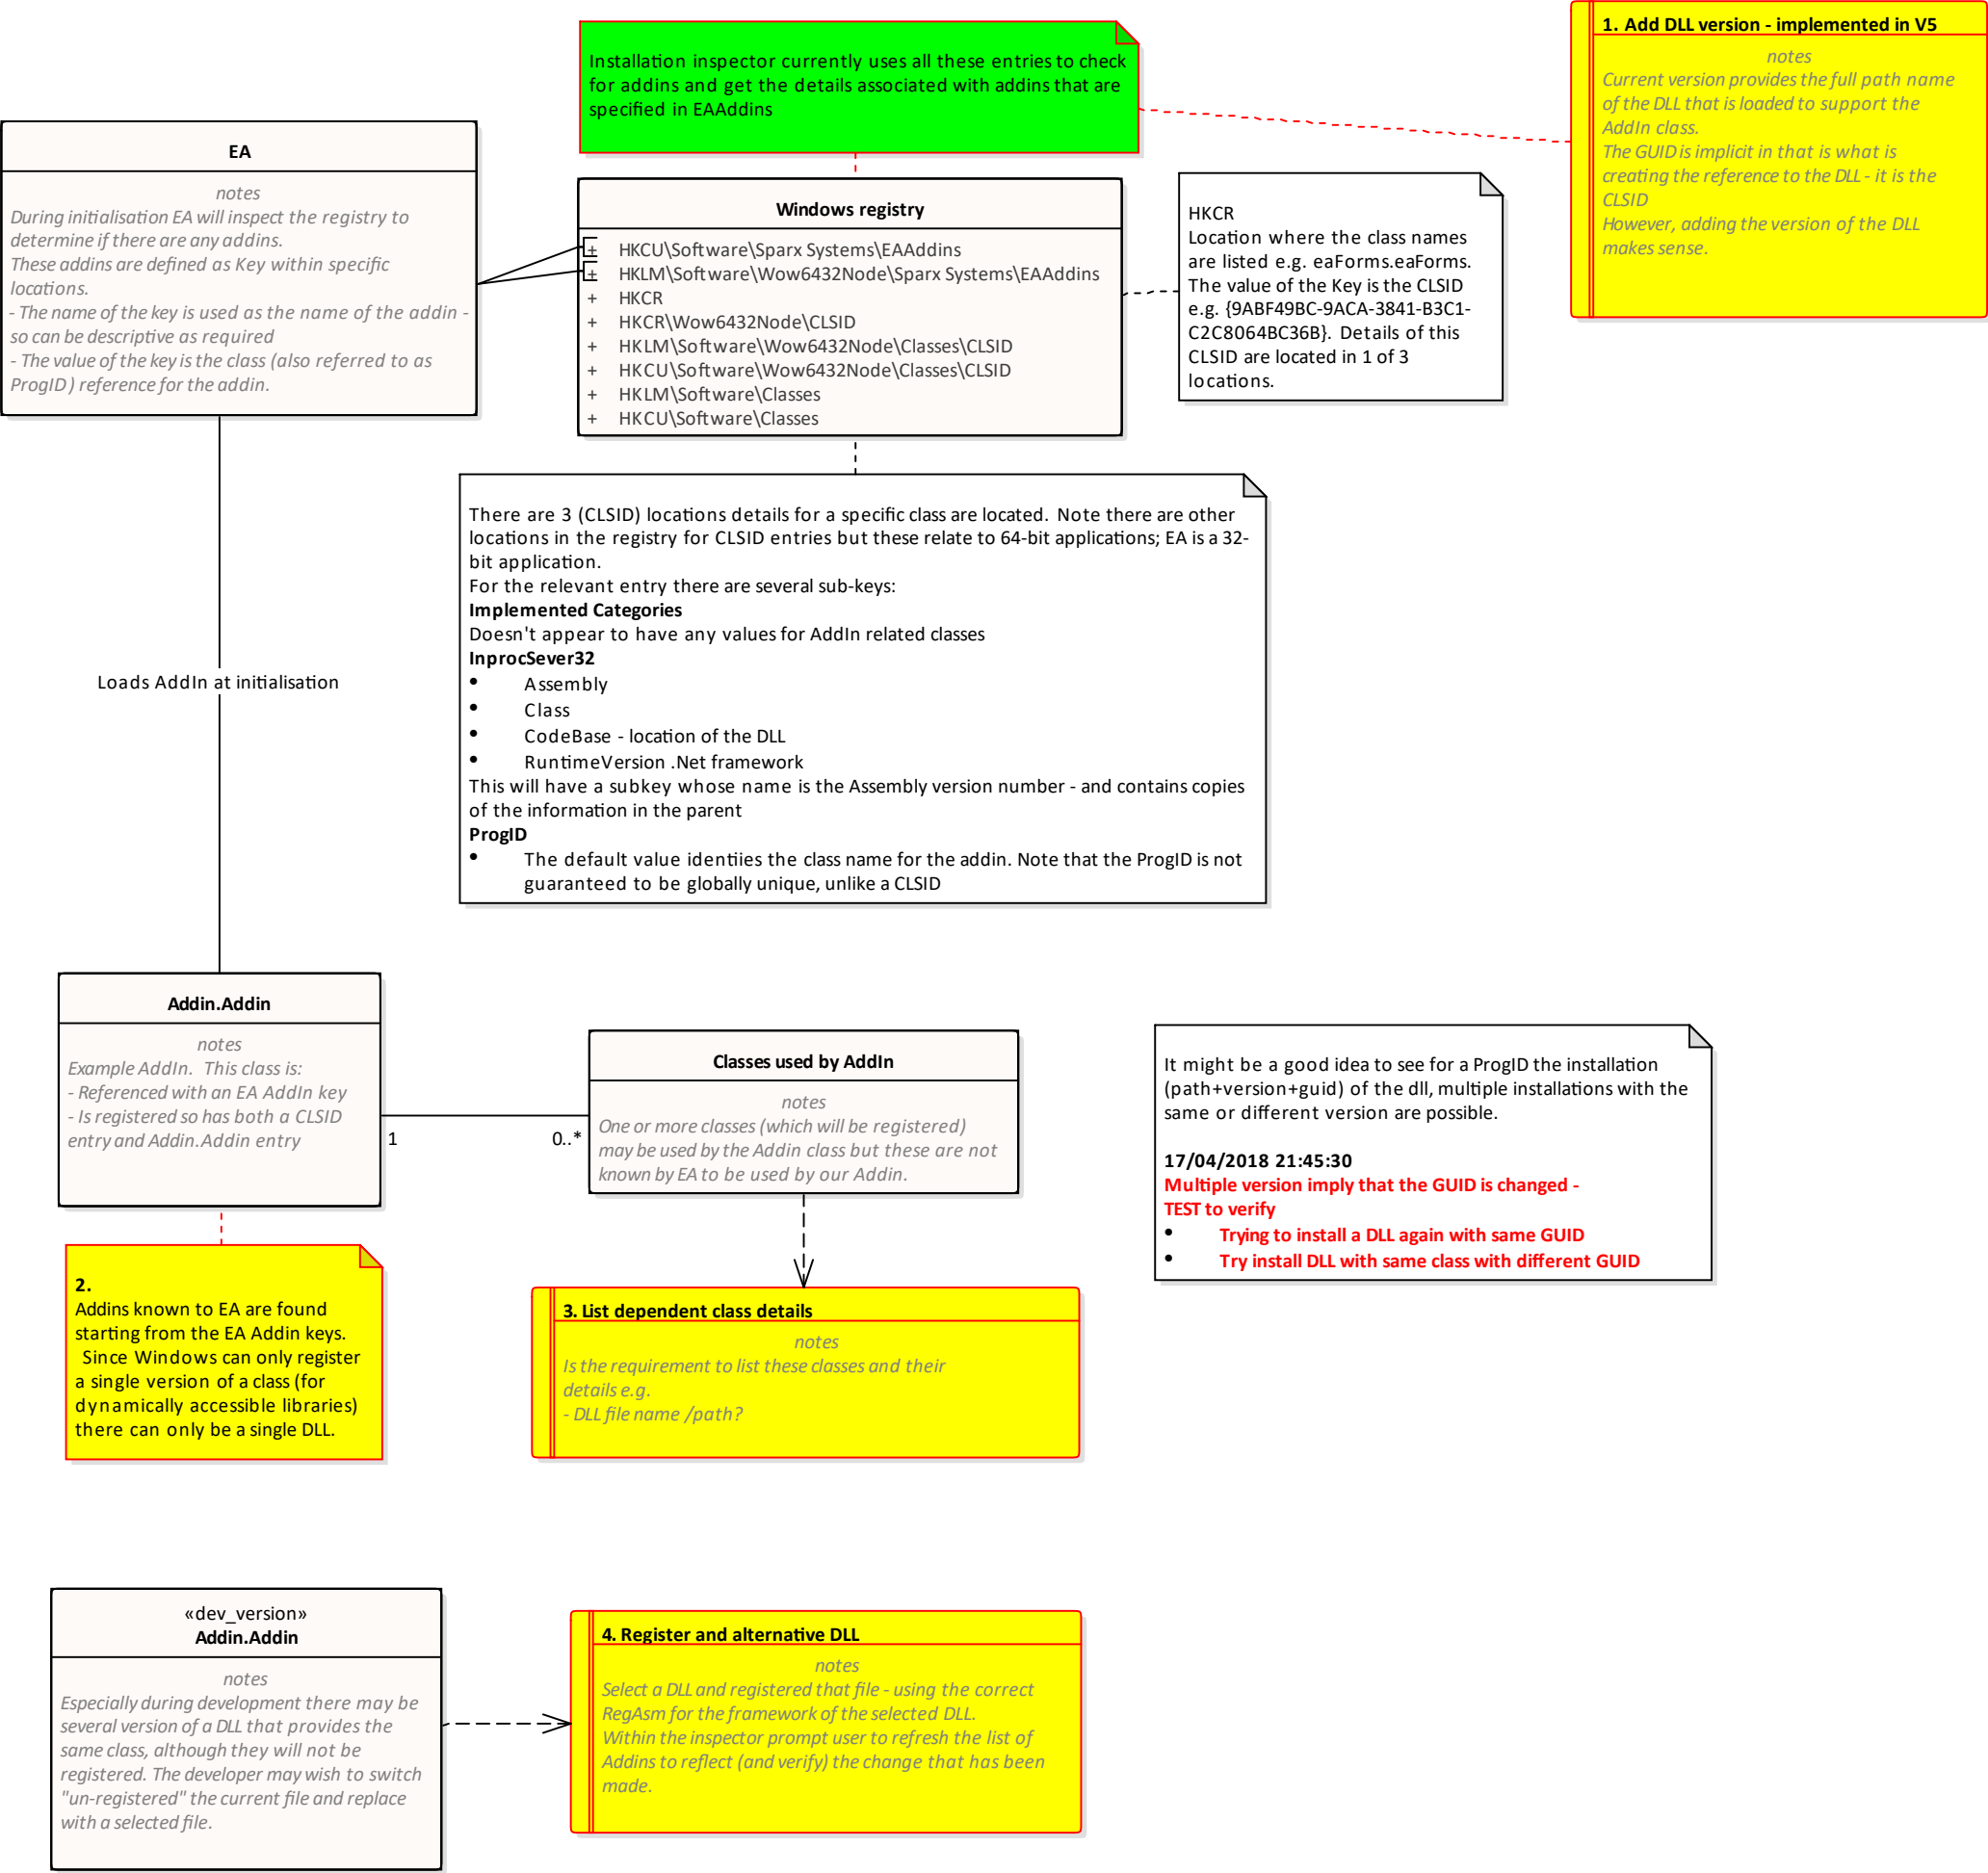 1. Add DLL version - implemented in V5
notes
Current version provides the full path name
of the DLL that is loaded to support the
AddIn class.
The GUID is implicit in that is what is
creating the reference to the DLL - it is the
CLSID
However, adding the version of the DLL
makes sense.
Installation inspector currently uses all these entries to check
for addins and get the details associated with addins that are
specified in EAAddins
EA
notes
During initialisation EA will inspect the registry to
determine if there are any addins.
These addins are defined as Key within specific
locations.
- The name of the key is used as the name of the addin -
so can be descriptive as required
- The value of the key is the class (also referred to as
ProgID ) reference for the addin.
Windows registry
+ HKCU\Software\Sparx Systems\EAAddins
+ HKLM\Software\Wow6432Node\Sparx Systems\EAAddins
+ HKCR
+ HKCR\Wow6432Node\CLSID
+ HKLM\Software\Wow6432Node\Classes\CLSID
+ HKCU\Software\Wow6432Node\Classes\CLSID
+ HKLM\Software\Classes
+ HKCU\Software\Classes
HKCR
Location where the class names
are listed e.g. eaForms.eaForms.
The value of the Key is the CLSID
e.g. {9ABF49BC-9ACA-3841-B3C1-
C2C8064BC36B}. Details of this
CLSID are located in 1 of 3
locations.
There are 3 (CLSID) locations details for a specific class are located. Note there are other
locations in the registry for CLSID entries but these relate to 64-bit applications; EA is a 32-
bit application.
For the relevant entry there are several sub-keys:
Implemented Categories
Doesn't appear to have any values for AddIn related classes
InprocSever32
• Assembly
• Class
• CodeBase - location of the DLL
• RuntimeVersion .Net framework
This will have a subkey whose name is the Assembly version number - and contains copies
of the information in the parent
ProgID
• The default value identiies the class name for the addin. Note that the ProgID is not
guaranteed to be globally unique, unlike a CLSID
Loads AddIn at initialisation
Addin.Addin
notes
Example AddIn. This class is:
- Referenced with an EA AddIn key
- Is registered so has both a CLSID
entry and Addin.Addin entry
1
0..*
Classes used by AddIn
notes
One or more classes (which will be registered)
may be used by the Addin class but these are not
known by EA to be used by our Addin.
It might be a good idea to see for a ProgID the installation
(path+version+guid) of the dll, multiple installations with the
same or different version are possible.
17/04/2018 21:45:30
Multiple version imply that the GUID is changed -
TEST to verify
• Trying to install a DLL again with same GUID
• Try install DLL with same class with different GUID
2.
Addins known to EA are found
starting from the EA Addin keys.
Since Windows can only register
a single version of a class (for
dynamically accessible libraries)
there can only be a single DLL.
3. List dependent class details
notes
Is the requirement to list these classes and their
details e.g.
- DLL file name /path?
«dev_version»
Addin.Addin
notes
Especially during development there may be
several version of a DLL that provides the
same class, although they will not be
registered. The developer may wish to switch
"un-registered" the current file and replace
with a selected file.
4. Register and alternative DLL
notes
Select a DLL and registered that file - using the correct
RegAsm for the framework of the selected DLL.
Within the inspector prompt user to refresh the list of
Addins to reflect (and verify) the change that has been
made.